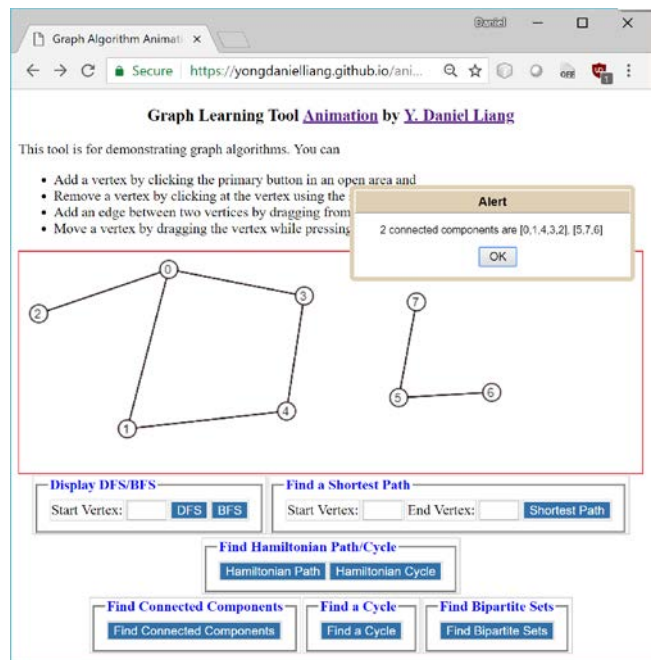 Daniel
Graph Algorithm Animati
Secure https://yongdanielliang.github.io/ani...
OFF
1
Graph Learning Tool Animation by Y. Daniel Liang
This tool is for demonstrating graph algorithms. You can
Add a vertex by clicking the primary button in an open area and
Remove a vertex by clicking at the vertex using the
Add an edge between two vertices by dragging from
Move a vertex by dragging the vertex while pressing
Alert
2 connected components are [0,1,4,3,2], [5,7,6]
OK
0
3
7
2
5
6
4
1
Display DFS/BFS
Start Vertex: DFS BFS
Find a Shortest Path
Start Vertex: End Vertex: Shortest Path
Find Hamiltonian Path/Cycle
Hamiltonian Path Hamiltonian Cycle
Find Connected Components
Find Connected Components
Find a Cycle
Find a Cycle
Find Bipartite Sets
Find Bipartite Sets